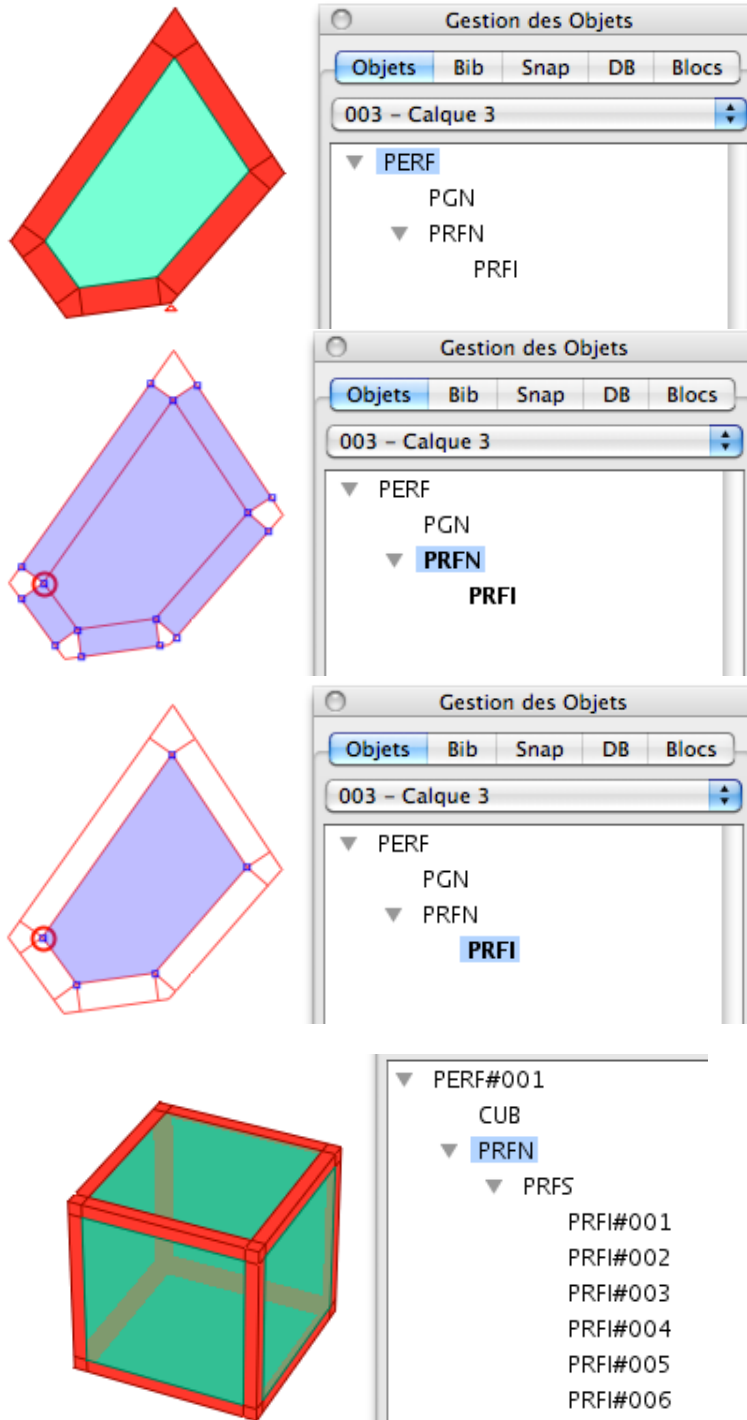 Gestion des Objets
Objets Bib Snap DB Blocs
003 – Calque 3
PERF
PGN
PRFN
PRFI
Gestion des Objets
Objets Bib Snap DB Blocs
003 – Calque 3
PERF
PGN
PRFN
PRFI
Gestion des Objets
Objets Bib Snap DB Blocs
003 – Calque 3
PERF
PGN
PRFN
PRFI
PERF#001
CUB
PRFN
PRFS
PRFI#001
PRFI#002
PRFI#003
PRFI#004
PRFI#005
PRFI#006